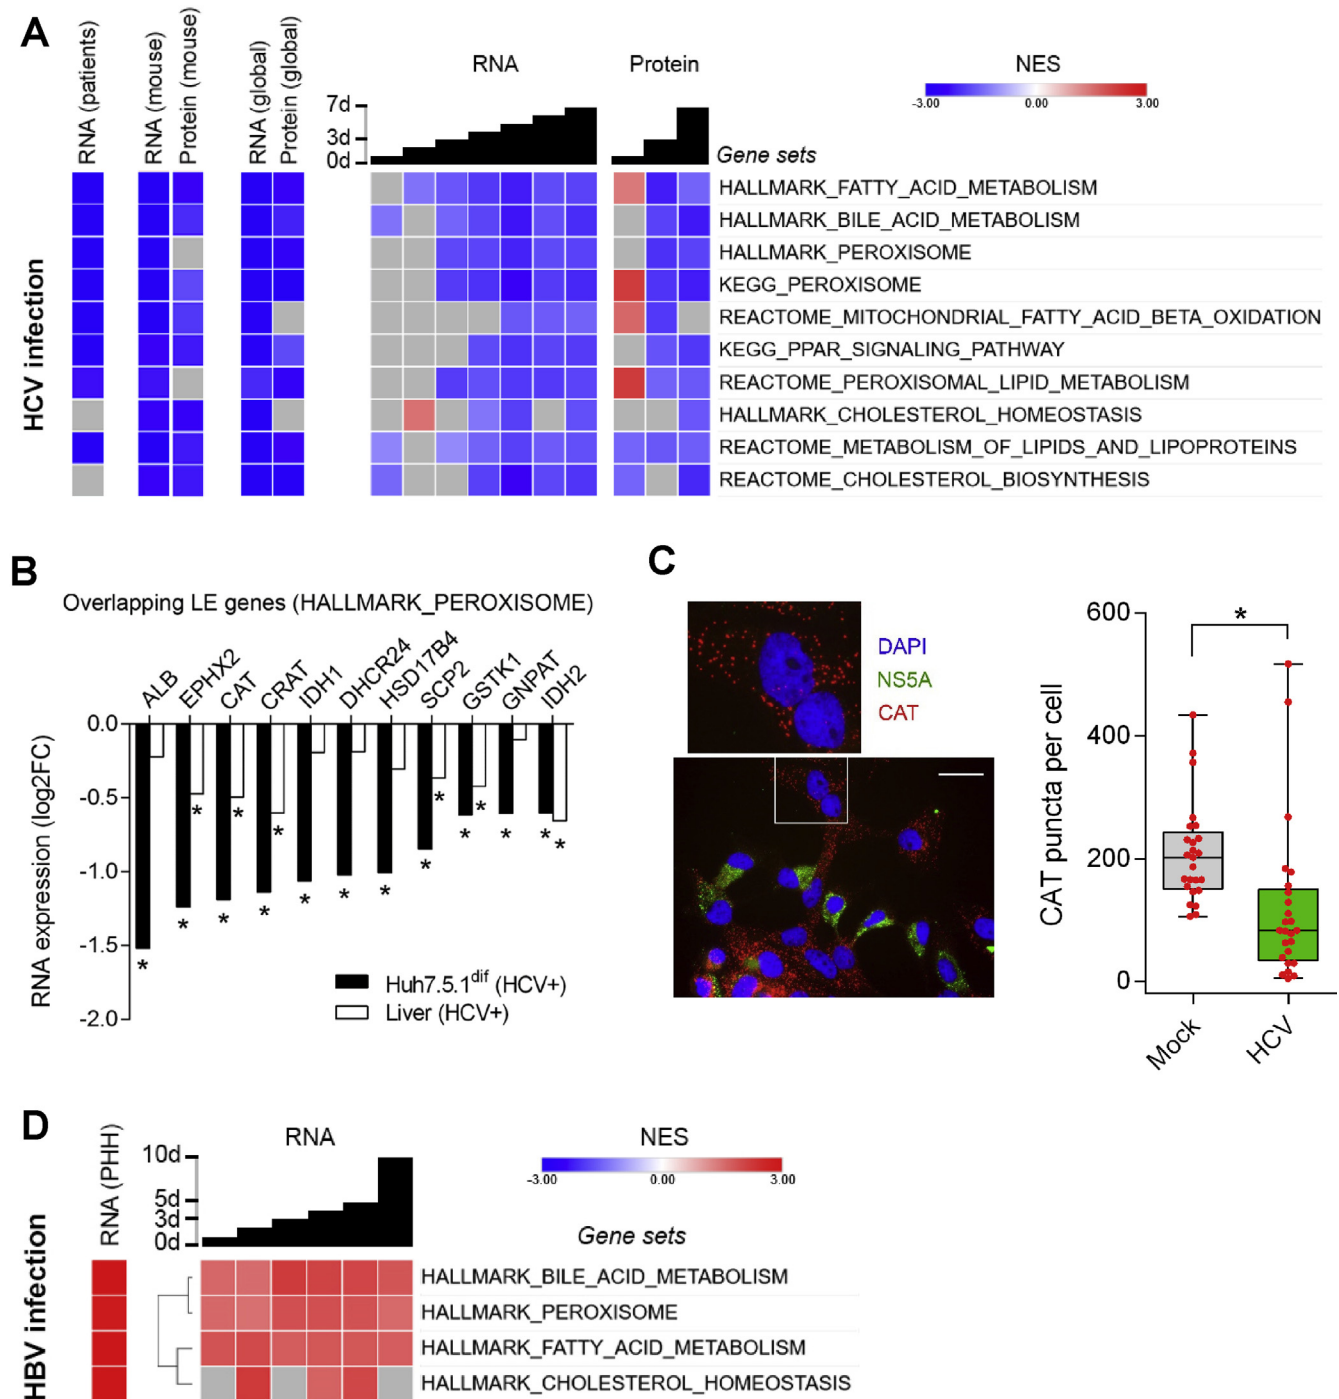 A
RNA (patients)
RNA (mouse)
Protein (mouse)
RNA (global)
Protein (global)
RNA
Protein
NES
-3.00 0.00 3.00
7d
3d
0d
Gene sets
HCV infection
HALLMARK_FATTY_ACID_METABOLISM
HALLMARK_BILE_ACID_METABOLISM
HALLMARK_PEROXISOME
KEGG_PEROXISOME
REACTOME_MITOCHONDRIAL_FATTY_ACID_BETA_OXIDATION
KEGG_PPAR_SIGNALING_PATHWAY
REACTOME_PEROXISOMAL_LIPID_METABOLISM
HALLMARK_CHOLESTEROL_HOMEOSTASIS
REACTOME_METABOLISM_OF_LIPIDS_AND_LIPOPROTEINS
REACTOME_CHOLESTEROL_BIOSYNTHESIS
B
Overlapping LE genes (HALLMARK_PEROXISOME)
ALB
EPHX2
CAT
CRAT
IDH1
DHCR24
HSD17B4
SCP2
GSTK1
GNPAT
IDH2
RNA expression (log2FC)
0.0
-0.5
-1.0
-1.5
-2.0
* * * * * * * * * * *
* * * * * *
Huh7.5.1dif (HCV+)
Liver (HCV+)
C
DAPI
NS5A
CAT
CAT puncta per cell
600
400
200
0
*
Mock
HCV
D
RNA (PHH)
RNA
NES
-3.00 0.00 3.00
10d
5d
3d
0d
Gene sets
HBV infection
HALLMARK_BILE_ACID_METABOLISM
HALLMARK_PEROXISOME
HALLMARK_FATTY_ACID_METABOLISM
HALLMARK_CHOLESTEROL_HOMEOSTASIS